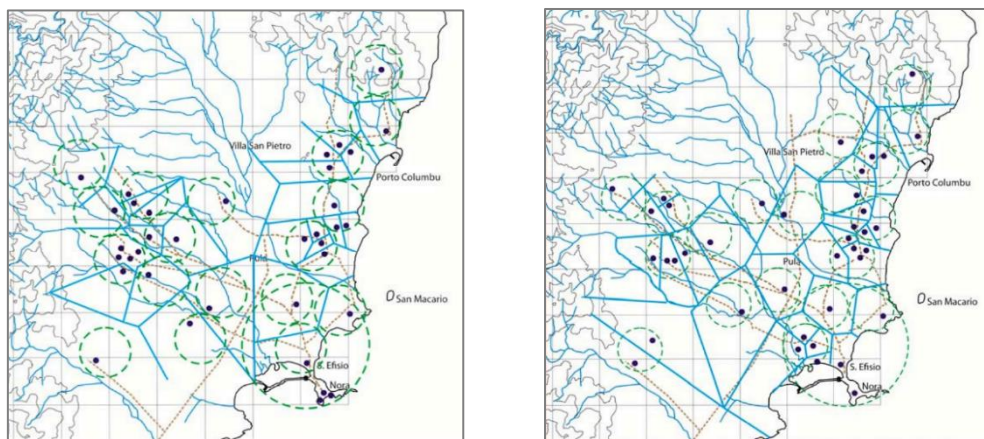 Villa San Pietro
Porto Columbu
Pula
San Macario
S. Efisio
Nora
Villa San Pietro
Porto Columbu
Pula
San Macario
S. Efisio
Nora